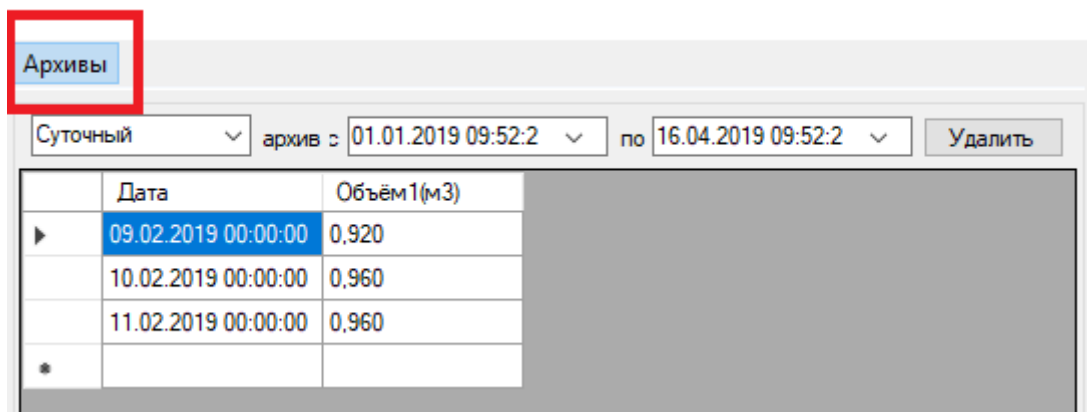 Архивы
Суточный архив с 01.01.2019 09:52:2 по 16.04.2019 09:52:2 Удалить
Дата Объём1(м3)
09.02.2019 00:00:00 0,920
10.02.2019 00:00:00 0,960
11.02.2019 00:00:00 0,960